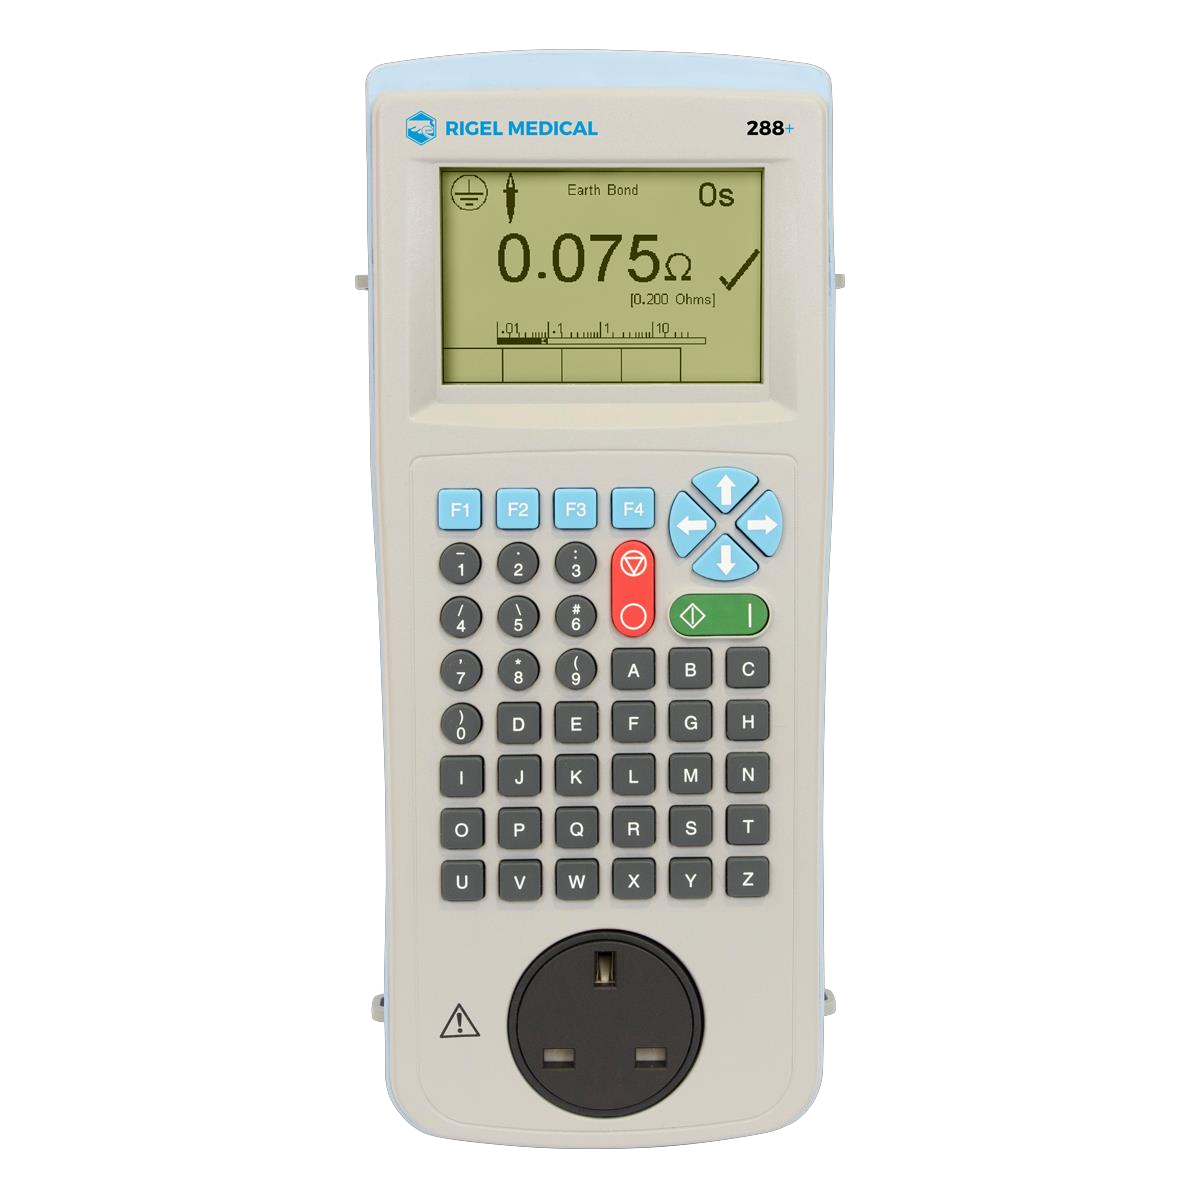 RIGEL MEDICAL 288+
Earth Bond 0s
0.075Ω
[0.200 Ohms]
.01 .1 1 10
F1 F2 F3 F4
- 1 . 2 : 3
/ 4 \ 5 # 6
' 7 * 8 ( 9 A B C
) 0 D E F G H
I J K L M N
O P Q R S T
U V W X Y Z